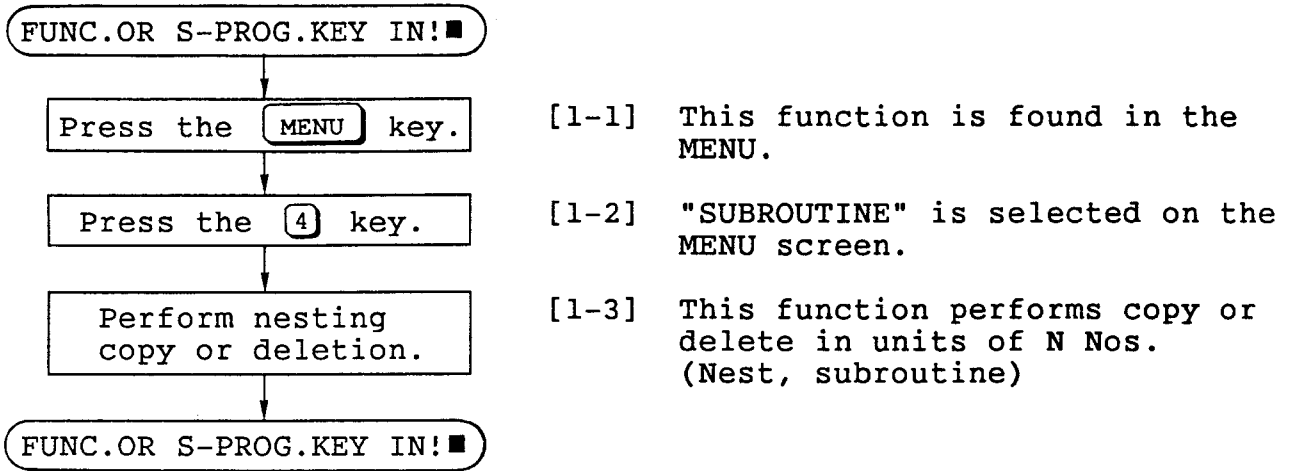 FUNC.OR S-PROG.KEY IN!■
Press the MENU key.
[1-1] This function is found in the
MENU.
Press the 4 key.
[1-2] "SUBROUTINE" is selected on the
MENU screen.
Perform nesting
copy or deletion.
[1-3] This function performs copy or
delete in units of N Nos.
(Nest, subroutine)
FUNC.OR S-PROG.KEY IN!■